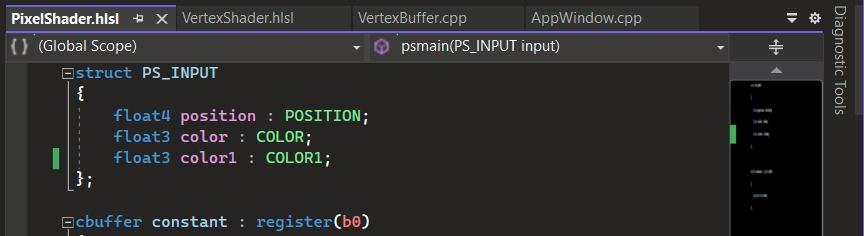 PixelShader.hlsl VertexShader.hlsl VertexBuffer.cpp AppWindow.cpp
(Global Scope) psmain(PS_INPUT input)
struct PS_INPUT
{
float4 position : POSITION;
float3 color : COLOR;
float3 color1 : COLOR1;
};
cbuffer constant : register(b0)
Diagnostic Tools